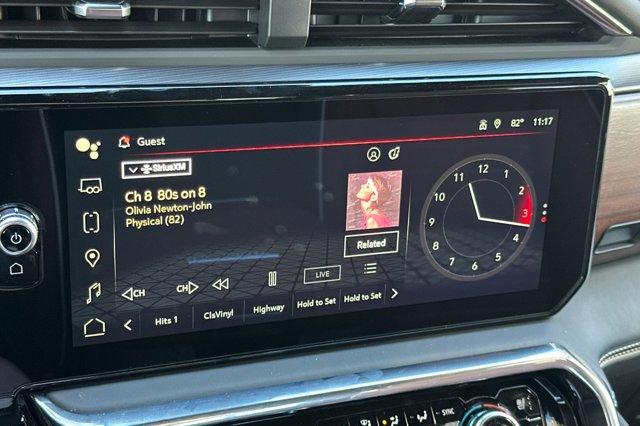 Guest
82° 11:17
SiriusXM
Ch 8 80s on 8
Olivia Newton-John
Physical (82)
Related
11 12 1
10 2
9 3
8 4
7 6 5
CH
CH
LIVE
Hits 1
ClsVinyl
Highway
Hold to Set
Hold to Set
SYNC